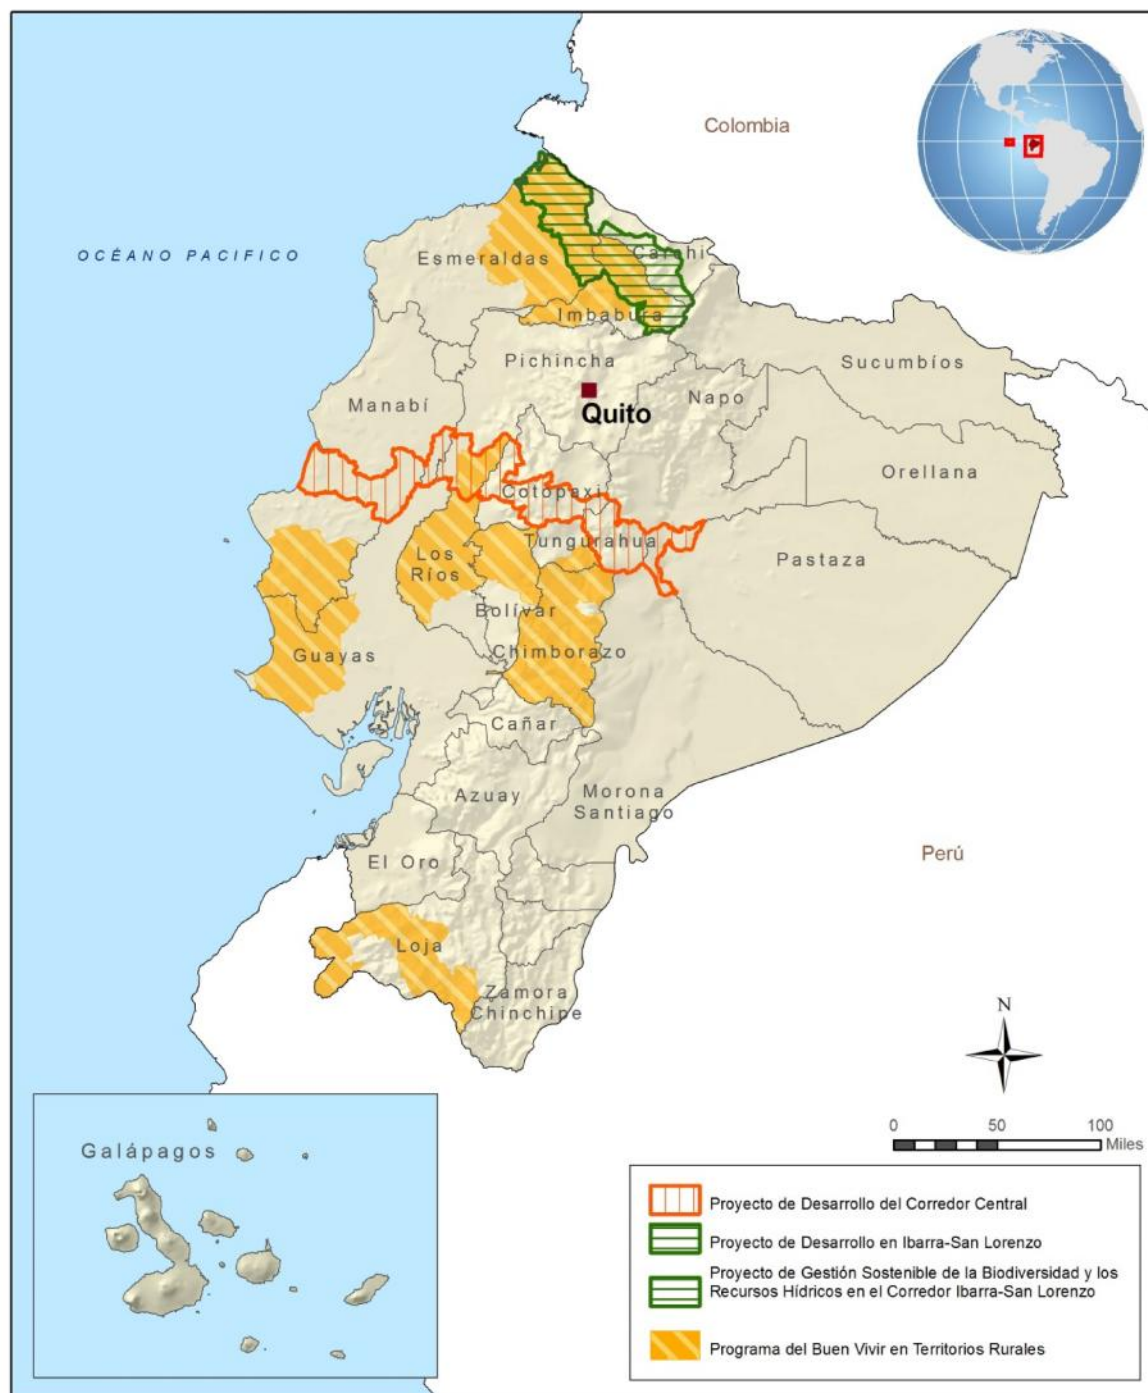 Colombia
OCÉANO PACIFICO
Esmeraldas
Carchi
Imbabura
Pichincha
Sucumbíos
Manabí
Napo
Quito
Orellana
Cotopaxi
Tungurahua
Los
Ríos
Pastaza
Bolívar
Guayas
Chimborazo
Cañar
Azuay
Morona
Santiago
El Oro
Perú
Loja
Zamora
Chinchipe
N
0 50 100
Miles
Galápagos
Proyecto de Desarrollo del Corredor Central
Proyecto de Desarrollo en Ibarra-San Lorenzo
Proyecto de Gestión Sostenible de la Biodiversidad y los
Recursos Hídricos en el Corredor Ibarra-San Lorenzo
Programa del Buen Vivir en Territorios Rurales